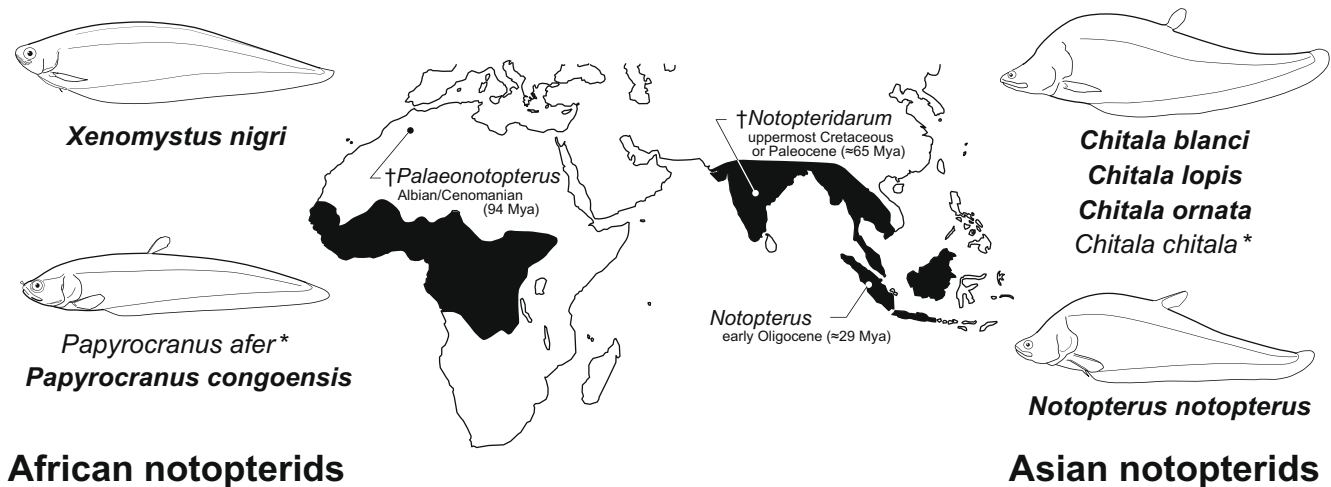 Xenomystus nigri
Papyrocranus afer*
Papyrocranus congoensis
African notopterids
†Palaeonotopterus
Albian/Cenomanian
(94 Mya)
†Notopteridarum
uppermost Cretaceous
or Paleocene (≈65 Mya)
Notopterus
early Oligocene (≈29 Mya)
Chitala blanci
Chitala lopis
Chitala ornata
Chitala chitala*
Notopterus notopterus
Asian notopterids